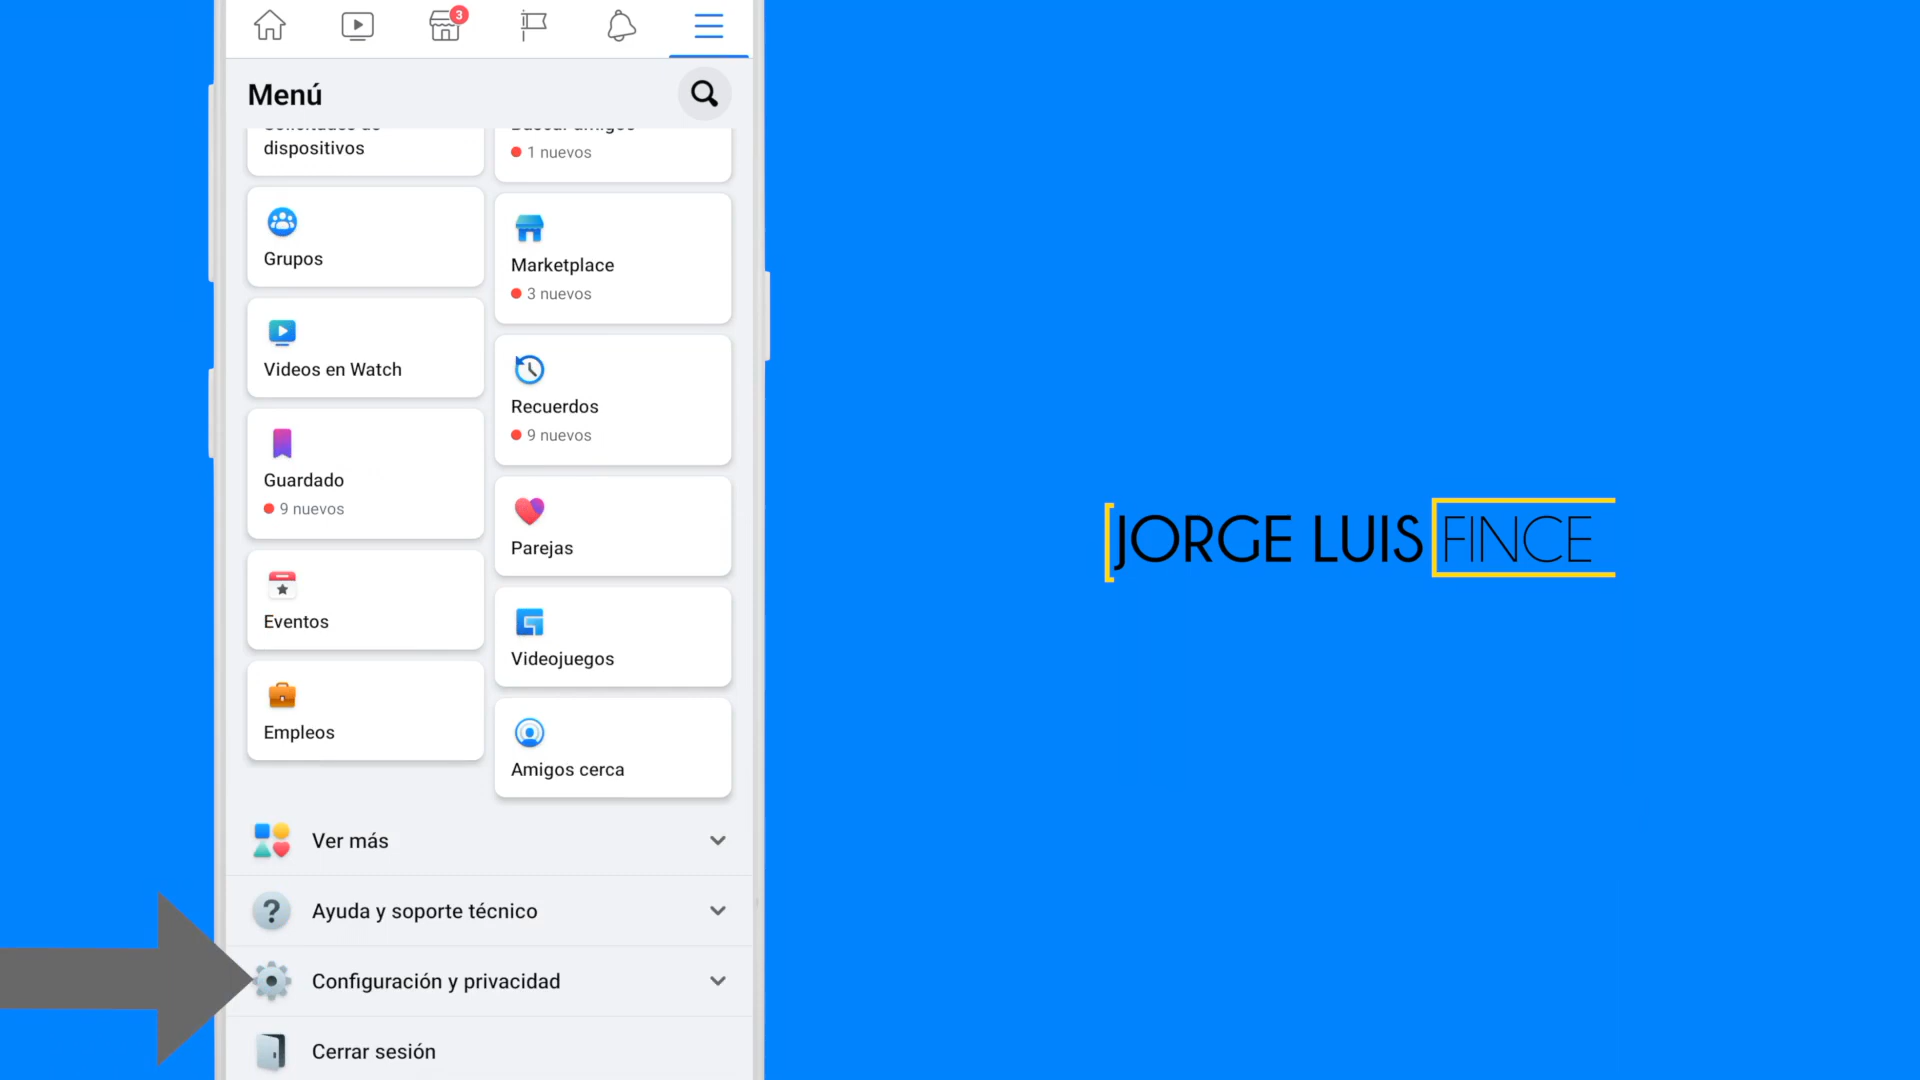 3
Menú
dispositivos
1 nuevos
Grupos
Marketplace
3 nuevos
Videos en Watch
Recuerdos
9 nuevos
Guardado
9 nuevos
Parejas
Eventos
Videojuegos
Empleos
Amigos cerca
Ver más
? Ayuda y soporte técnico
Configuración y privacidad
Cerrar sesión
JORGE LUIS FINCE